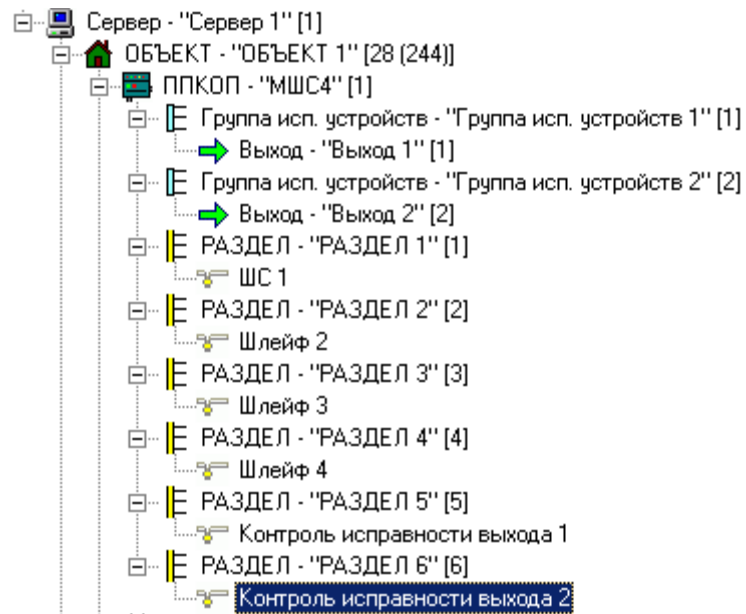 Сервер - "Сервер 1" [1]
ОБЪЕКТ - "ОБЪЕКТ 1" [28 (244)]
ППКОП - "МШС4" [1]
Группа исп. устройств - "Группа исп. устройств 1" [1]
Выход - "Выход 1" [1]
Группа исп. устройств - "Группа исп. устройств 2" [2]
Выход - "Выход 2" [2]
РАЗДЕЛ - "РАЗДЕЛ 1" [1]
ШС 1
РАЗДЕЛ - "РАЗДЕЛ 2" [2]
Шлейф 2
РАЗДЕЛ - "РАЗДЕЛ 3" [3]
Шлейф 3
РАЗДЕЛ - "РАЗДЕЛ 4" [4]
Шлейф 4
РАЗДЕЛ - "РАЗДЕЛ 5" [5]
Контроль исправности выхода 1
РАЗДЕЛ - "РАЗДЕЛ 6" [6]
Контроль исправности выхода 2